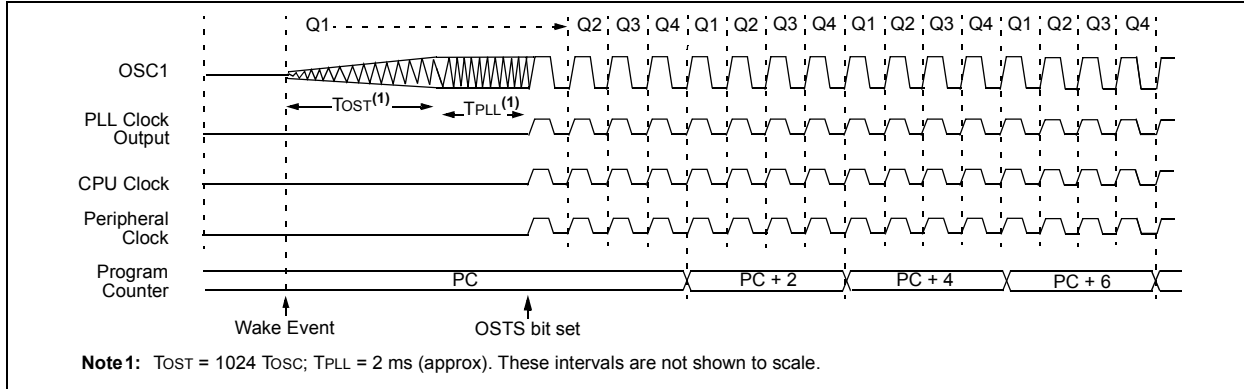 Q1 Q2 Q3 Q4 Q1 Q2 Q3 Q4 Q1 Q2 Q3 Q4 Q1 Q2 Q3 Q4
OSC1
TOST(1) TPLL(1)
PLL Clock
Output
CPU Clock
Peripheral
Clock
Program
Counter
PC PC + 2 PC + 4 PC + 6
Wake Event OSTS bit set
Note1: TOST = 1024 TOSC; TPLL = 2 ms (approx). These intervals are not shown to scale.